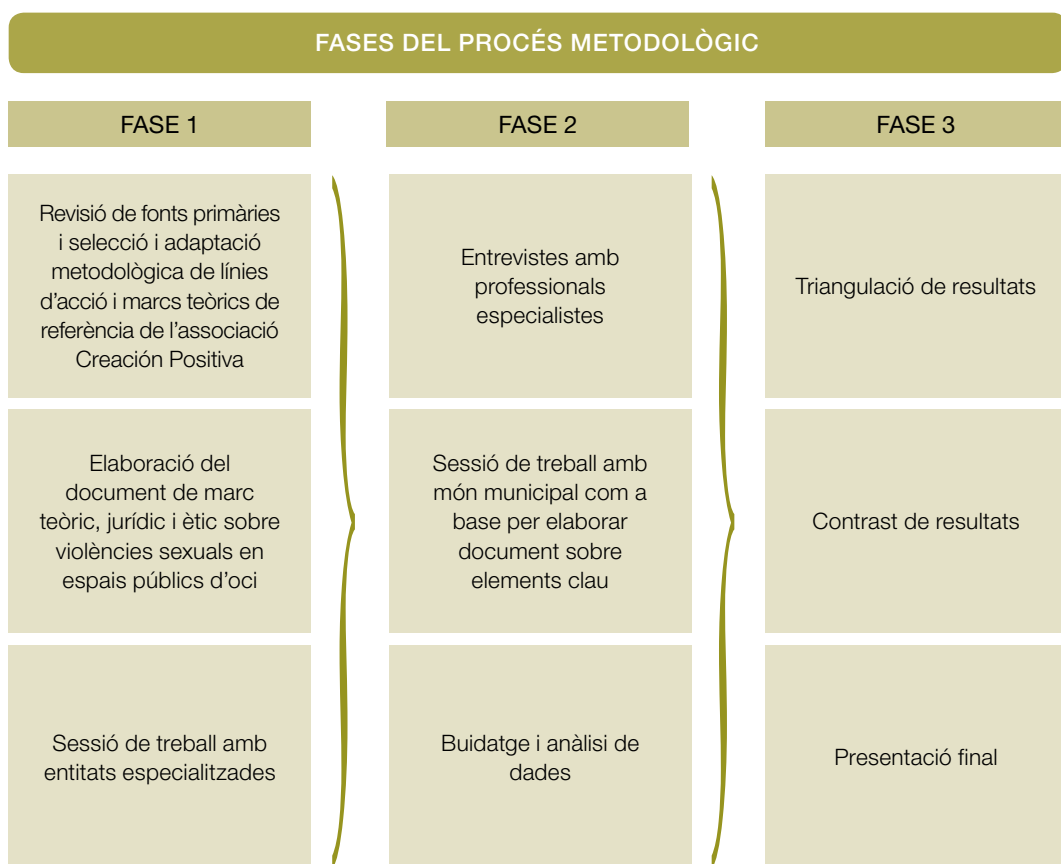 FASES DEL PROCÉS METODOLÒGIC
FASE 1
Revisió de fonts primàries
i selecció i adaptació
metodològica de línies
d’acció i marcs teòrics de
referència de l’associació
Creación Positiva
Elaboració del
document de marc
teòric, jurídic i ètic sobre
violències sexuals en
espais públics d’oci
Sessió de treball amb
entitats especialitzades
FASE 2
Entrevistes amb
professionals
especialistes
Sessió de treball amb
món municipal com a
base per elaborar
document sobre
elements clau
Buidatge i anàlisi de
dades
FASE 3
Triangulació de resultats
Contrast de resultats
Presentació final